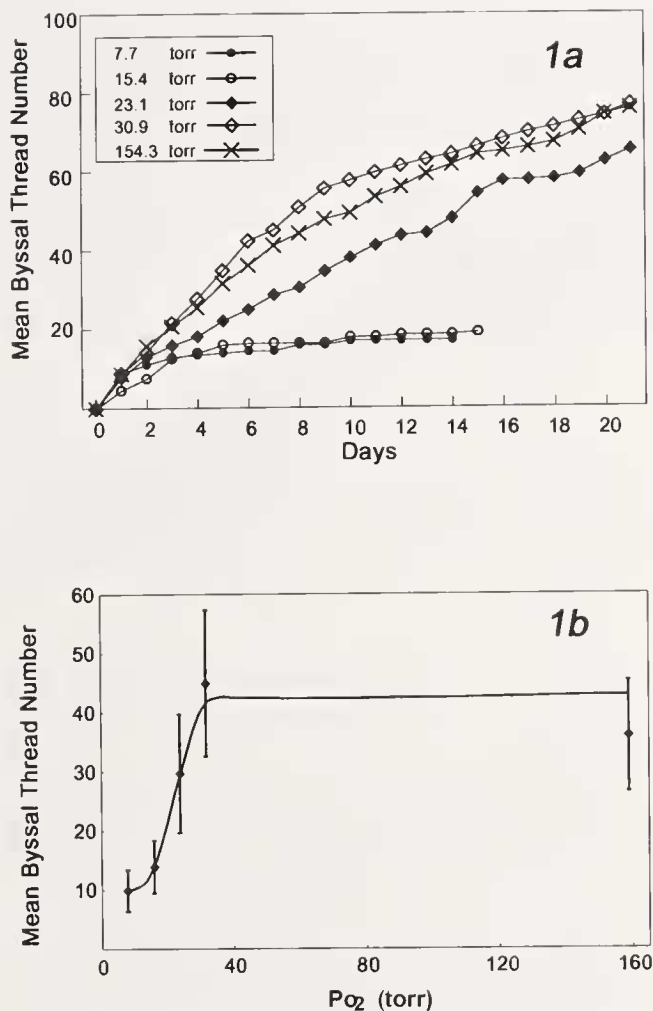 1a
100
80
60
40
20
Mean Byssal Thread Number
7.7 torr
15.4 torr
23.1 torr
30.9 torr
154.3 torr
0 2 4 6 8 10 12 14 16 18 20
Days
1b
60
50
40
30
20
10
Mean Byssal Thread Number
0 40 80 120 160
Po2 (torr)